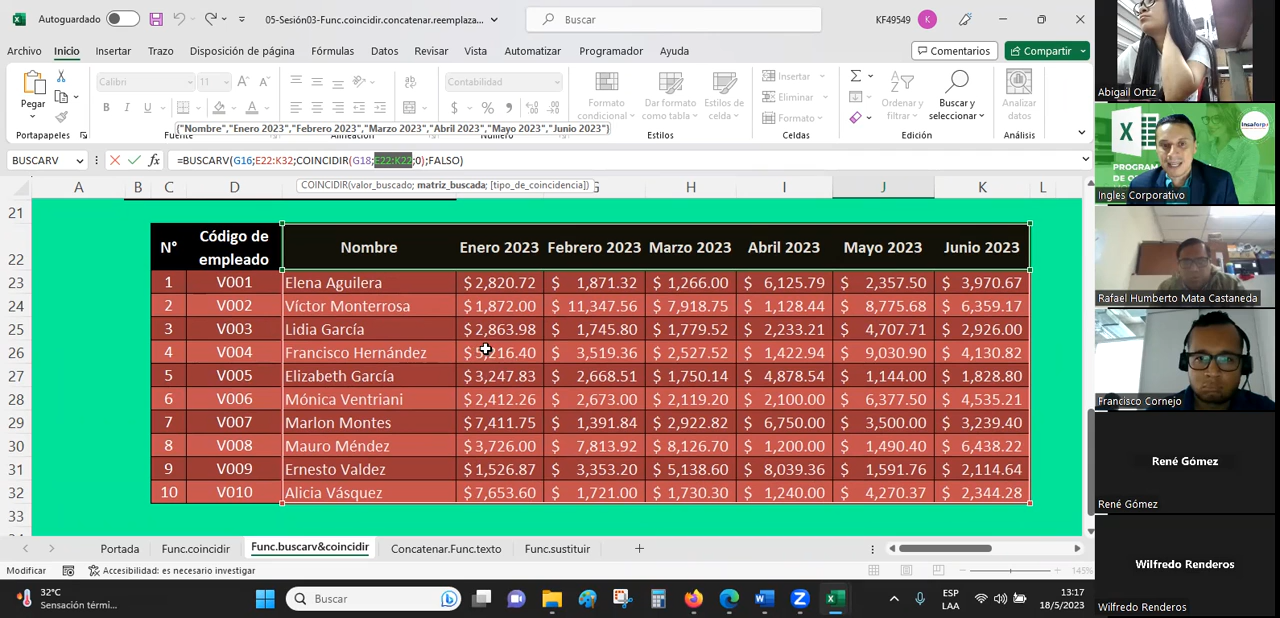 Autoguardado
05-Sesión03-Func.coincidir.concatenar.reemplaza...
Buscar
KF49549
K
Archivo Inicio Insertar Trazo Disposición de página Fórmulas Datos Revisar Vista Automatizar Programador Ayuda
Comentarios
Compartir
Pegar
Portapapeles
Calibri 11
N K S
Contabilidad
Formato condicional
Dar formato como tabla
Estilos de celda
Estilos
Insertar
Eliminar
Formato
Celdas
Ordenar y filtrar
Buscar y seleccionar
Edición
Analizar datos
Análisis
{"Nombre","Enero 2023","Febrero 2023","Marzo 2023","Abril 2023","Mayo 2023","Junio 2023"}
BUSCARV
=BUSCARV(G16;E22:K32;COINCIDIR(G18;E22:K22;0);FALSO)
COINCIDIR(valor_buscado; matriz_buscada; [tipo_de_coincidencia])
A B C D G H I J K L
21
22 N° Código de empleado Nombre Enero 2023 Febrero 2023 Marzo 2023 Abril 2023 Mayo 2023 Junio 2023
23 1 V001 Elena Aguilera $ 2,820.72 $ 1,871.32 $ 1,266.00 $ 6,125.79 $ 2,357.50 $ 3,970.67
24 2 V002 Víctor Monterrosa $ 1,872.00 $ 11,347.56 $ 7,918.75 $ 1,128.44 $ 8,775.68 $ 6,359.17
25 3 V003 Lidia García $ 2,863.98 $ 1,745.80 $ 1,779.52 $ 2,233.21 $ 4,707.71 $ 2,926.00
26 4 V004 Francisco Hernández $ 5,216.40 $ 3,519.36 $ 2,527.52 $ 1,422.94 $ 9,030.90 $ 4,130.82
27 5 V005 Elizabeth García $ 3,247.83 $ 2,668.51 $ 1,750.14 $ 4,878.54 $ 1,144.00 $ 1,828.80
28 6 V006 Mónica Ventriani $ 2,412.26 $ 2,673.00 $ 2,119.20 $ 2,100.00 $ 6,377.50 $ 4,535.21
29 7 V007 Marlon Montes $ 7,411.75 $ 1,391.84 $ 2,922.82 $ 6,750.00 $ 3,500.00 $ 3,239.40
30 8 V008 Mauro Méndez $ 3,726.00 $ 7,813.92 $ 8,126.70 $ 1,200.00 $ 1,490.40 $ 6,438.22
31 9 V009 Ernesto Valdez $ 1,526.87 $ 3,353.20 $ 5,138.60 $ 8,039.36 $ 1,591.76 $ 2,114.64
32 10 V010 Alicia Vásquez $ 7,653.60 $ 1,721.00 $ 1,730.30 $ 1,240.00 $ 4,270.37 $ 2,344.28
33
Portada Func.coincidir Func.buscarv&coincidir Concatenar.Func.texto Func.sustituir
Modificar
Accesibilidad: es necesario investigar
145%
32°C
Sensación térmi...
Buscar
ESP
LAA
13:17
18/5/2023
Abigail Ortiz
Ingles Corporativo
Rafael Humberto Mata Castaneda
Francisco Cornejo
René Gómez
René Gómez
Wilfredo Renderos
Wilfredo Renderos